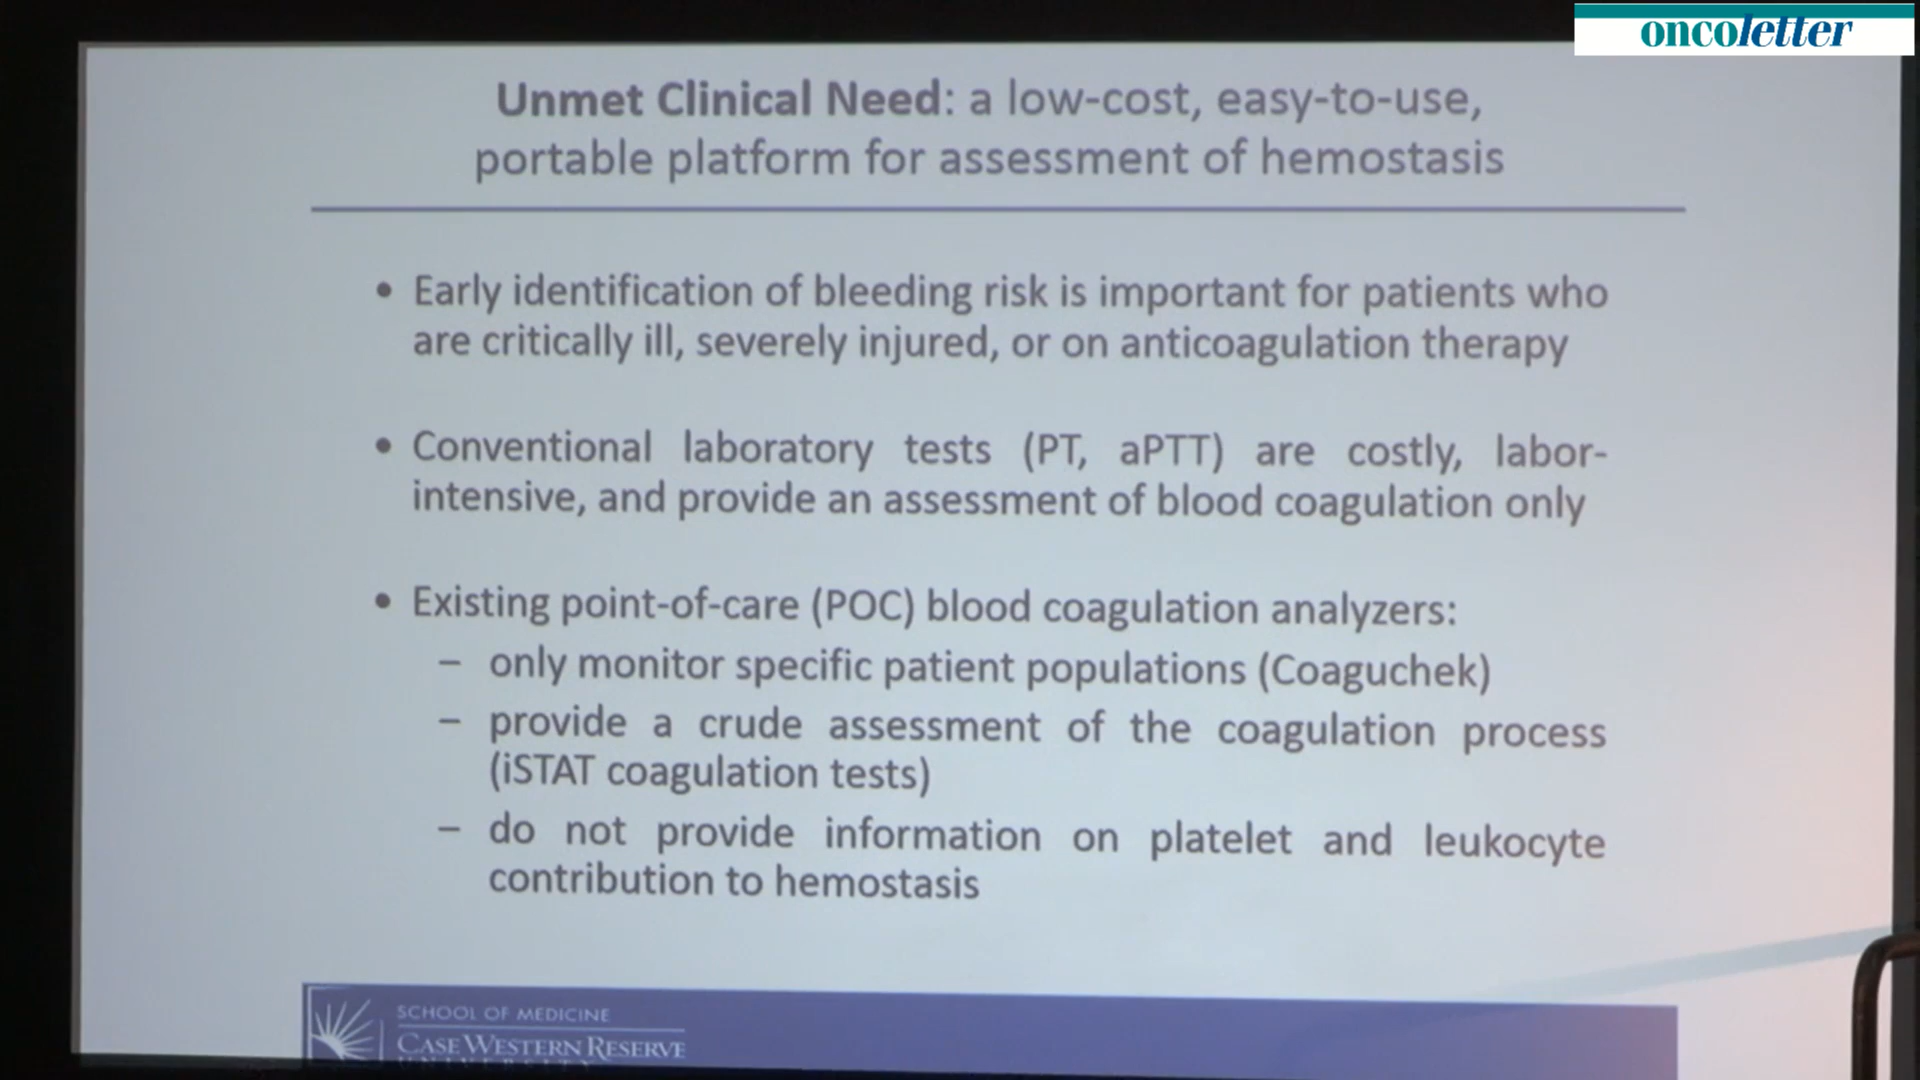 oncoletter
Unmet Clinical Need: a low-cost, easy-to-use,
portable platform for assessment of hemostasis
• Early identification of bleeding risk is important for patients who
are critically ill, severely injured, or on anticoagulation therapy
• Conventional laboratory tests (PT, aPTT) are costly, labor-
intensive, and provide an assessment of blood coagulation only
• Existing point-of-care (POC) blood coagulation analyzers:
– only monitor specific patient populations (Coaguchek)
– provide a crude assessment of the coagulation process
(iSTAT coagulation tests)
– do not provide information on platelet and leukocyte
contribution to hemostasis
SCHOOL OF MEDICINE
CASE WESTERN RESERVE
UNIVERSITY